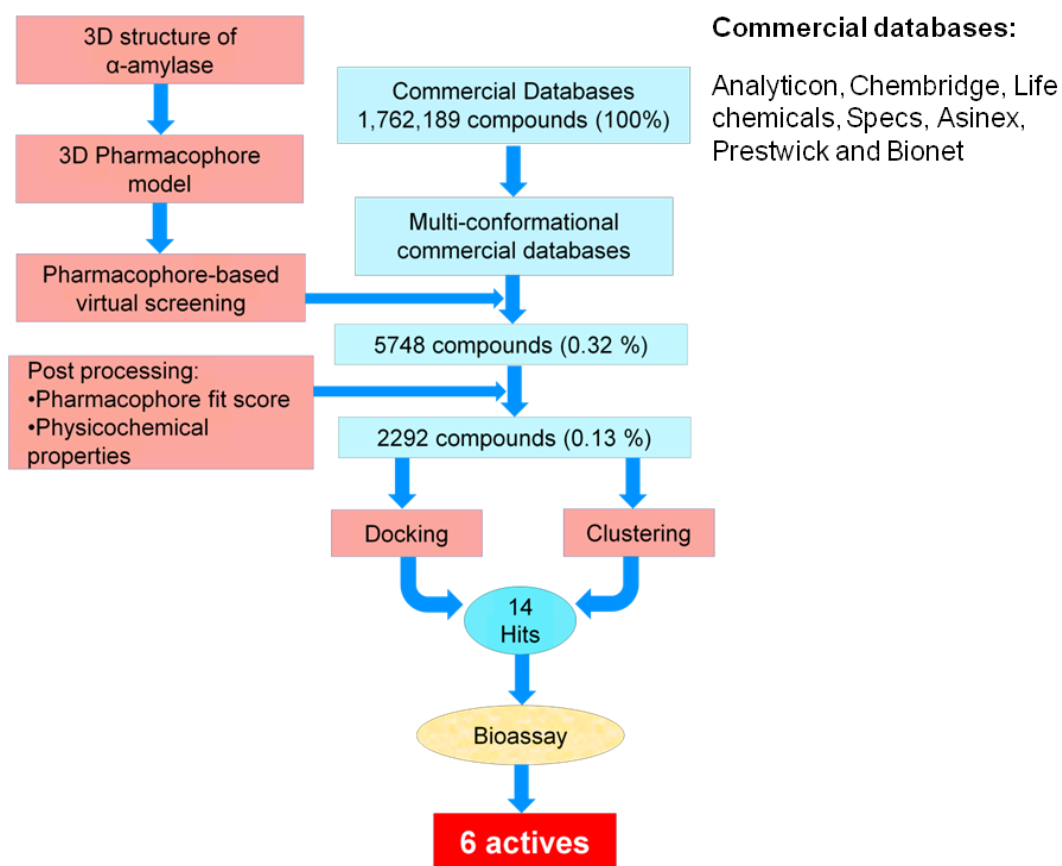 3D structure of
α-amylase
3D Pharmacophore
model
Pharmacophore-based
virtual screening
Post processing:
•Pharmacophore fit score
•Physicochemical
properties
Commercial Databases
1,762,189 compounds (100%)
Multi-conformational
commercial databases
5748 compounds (0.32 %)
2292 compounds (0.13 %)
Docking
Clustering
14
Hits
Bioassay
6 actives
Commercial databases:
Analyticon, Chembridge, Life
chemicals, Specs, Asinex,
Prestwick and Bionet